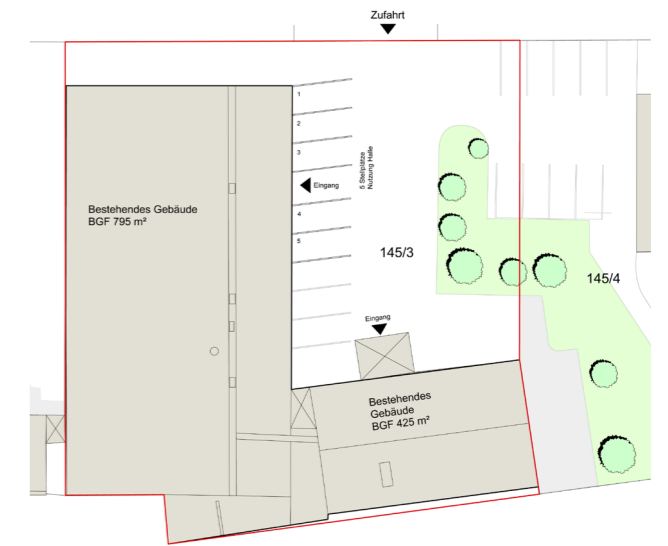 Zufahrt
1
2
3
5 Stellplätze
Nutzung Halle
Eingang
Bestehendes Gebäude
BGF 795 m²
4
5
145/3
145/4
Eingang
Bestehendes
Gebäude
BGF 425 m²